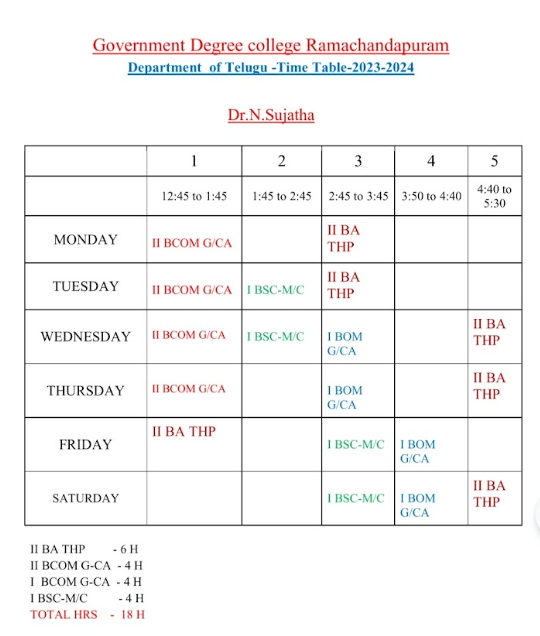 Government Degree college Ramachandapuram
Department of Telugu -Time Table-2023-2024
Dr.N.Sujatha
1 2 3 4 5
12:45 to 1:45 1:45 to 2:45 2:45 to 3:45 3:50 to 4:40 4:40 to 5:30
MONDAY II BCOM G/CA II BA THP
TUESDAY II BCOM G/CA I BSC-M/C II BA THP
WEDNESDAY II BCOM G/CA I BSC-M/C I BOM G/CA II BA THP
THURSDAY II BCOM G/CA I BOM G/CA II BA THP
FRIDAY II BA THP I BSC-M/C I BOM G/CA
SATURDAY I BSC-M/C I BOM G/CA II BA THP
II BA THP - 6 H
II BCOM G-CA - 4 H
I BCOM G-CA - 4 H
I BSC-M/C - 4 H
TOTAL HRS - 18 H